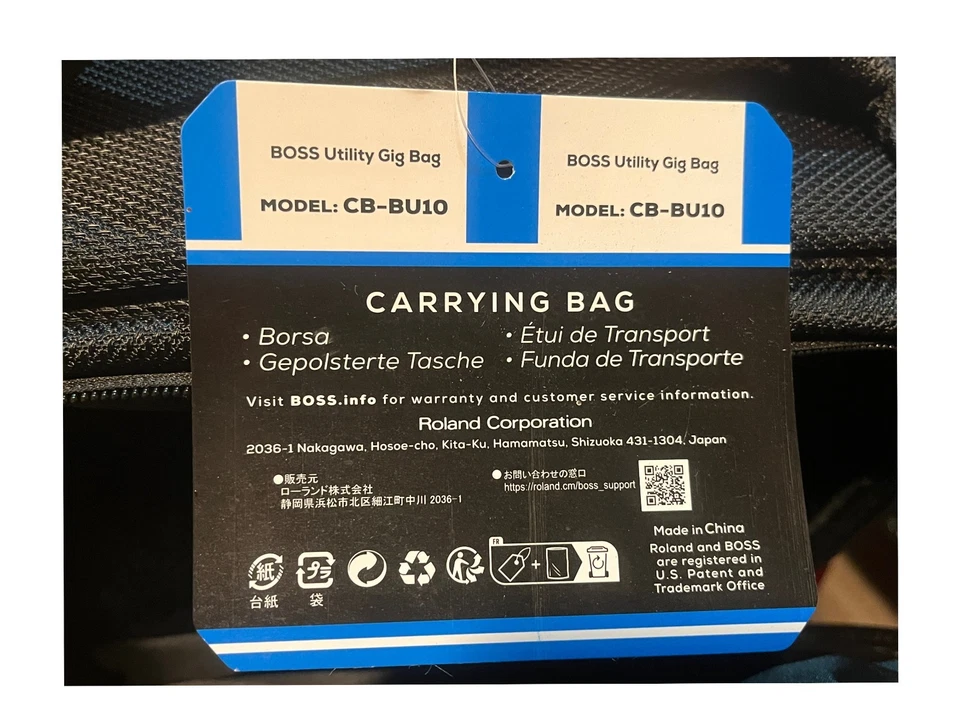 BOSS Utility Gig Bag
MODEL: CB-BU10
BOSS Utility Gig Bag
MODEL: CB-BU10
CARRYING BAG
• Borsa
• Gepolsterte Tasche
• Étui de Transport
• Funda de Transporte
Visit BOSS.info for warranty and customer service information.
Roland Corporation
2036-1 Nakagawa, Hosoe-cho, Kita-Ku, Hamamatsu, Shizuoka 431-1304, Japan
●販売元
ローランド株式会社
静岡県浜松市北区細江町中川 2036-1
●お問い合わせの窓口
https://roland.cm/boss_support
Made in China
Roland and BOSS
are registered in
U.S. Patent and
Trademark Office
紙
台紙
プラ
袋
FR
+